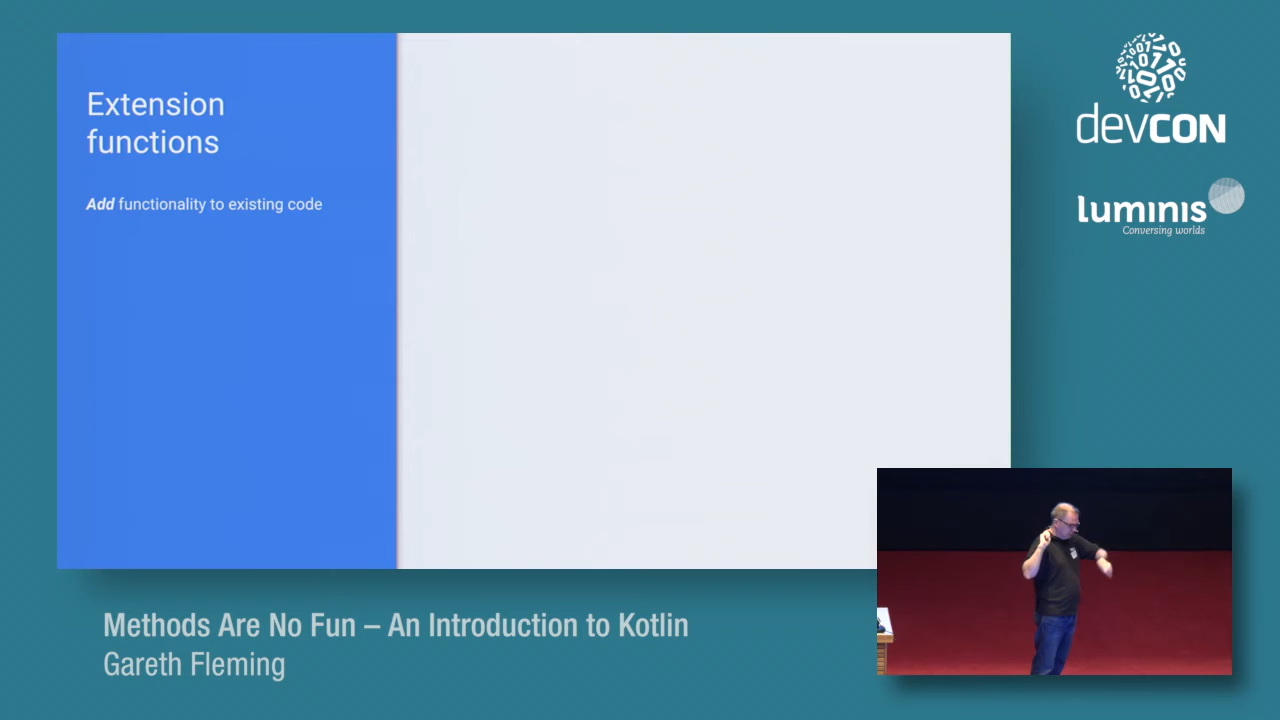 Extension
functions
Add functionality to existing code
devCON
luminis
Conversing worlds
Methods Are No Fun – An Introduction to Kotlin
Gareth Fleming